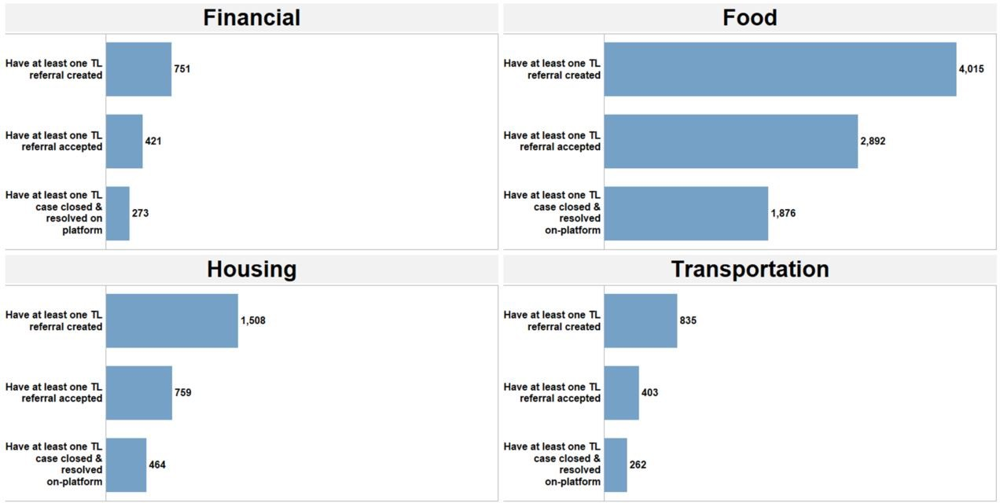 Financial
Have at least one TL
referral created
751
Have at least one TL
referral accepted
421
Have at least one TL
case closed &
resolved on
platform
273
Food
Have at least one TL
referral created
4,015
Have at least one TL
referral accepted
2,892
Have at least one TL
case closed &
resolved
on-platform
1,876
Housing
Have at least one TL
referral created
1,508
Have at least one TL
referral accepted
759
Have at least one TL
case closed &
resolved
on-platform
464
Transportation
Have at least one TL
referral created
835
Have at least one TL
referral accepted
403
Have at least one TL
case closed &
resolved
on-platform
262